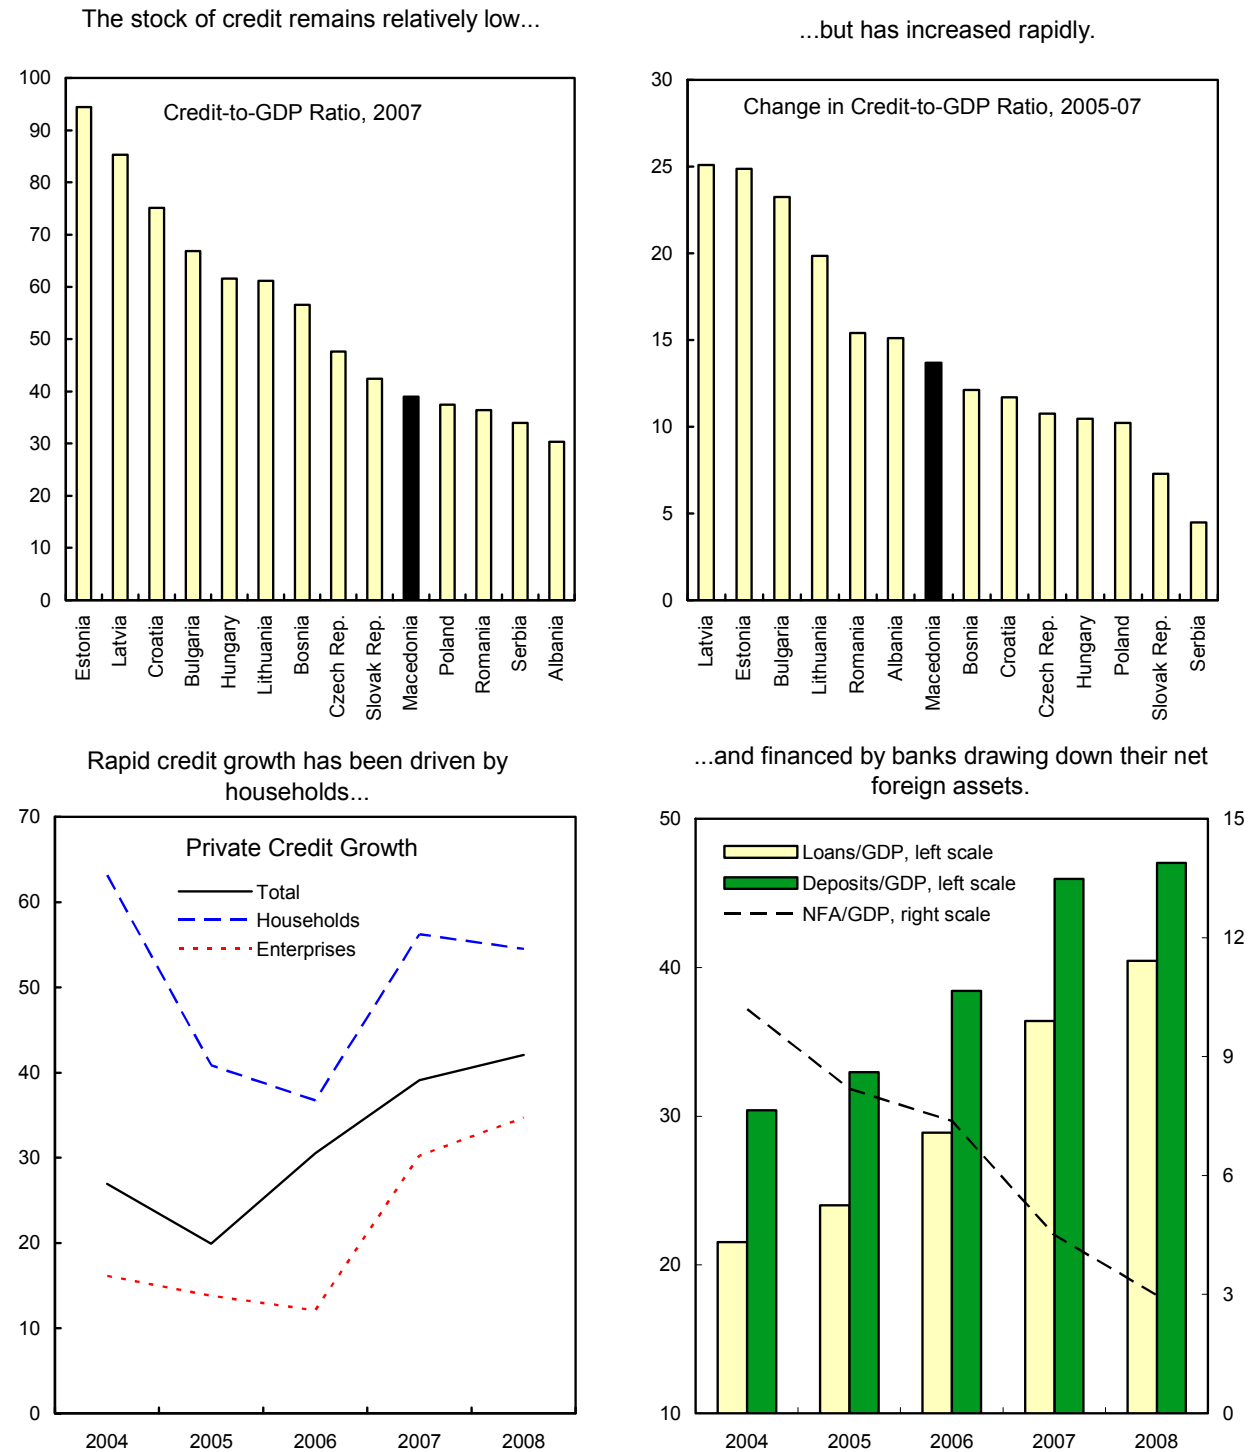 The stock of credit remains relatively low...
100
90
80
70
60
50
40
30
20
10
0
Credit-to-GDP Ratio, 2007
Estonia
Latvia
Croatia
Bulgaria
Hungary
Lithuania
Bosnia
Czech Rep.
Slovak Rep.
Macedonia
Poland
Romania
Serbia
Albania
...but has increased rapidly.
30
25
20
15
10
5
0
Change in Credit-to-GDP Ratio, 2005-07
Latvia
Estonia
Bulgaria
Lithuania
Romania
Albania
Macedonia
Bosnia
Croatia
Czech Rep.
Hungary
Poland
Slovak Rep.
Serbia
Rapid credit growth has been driven by
households...
70
60
50
40
30
20
10
0
Private Credit Growth
Total
Households
Enterprises
2004
2005
2006
2007
2008
...and financed by banks drawing down their net
foreign assets.
50
40
30
20
10
Loans/GDP, left scale
Deposits/GDP, left scale
NFA/GDP, right scale
15
12
9
6
3
0
2004
2005
2006
2007
2008